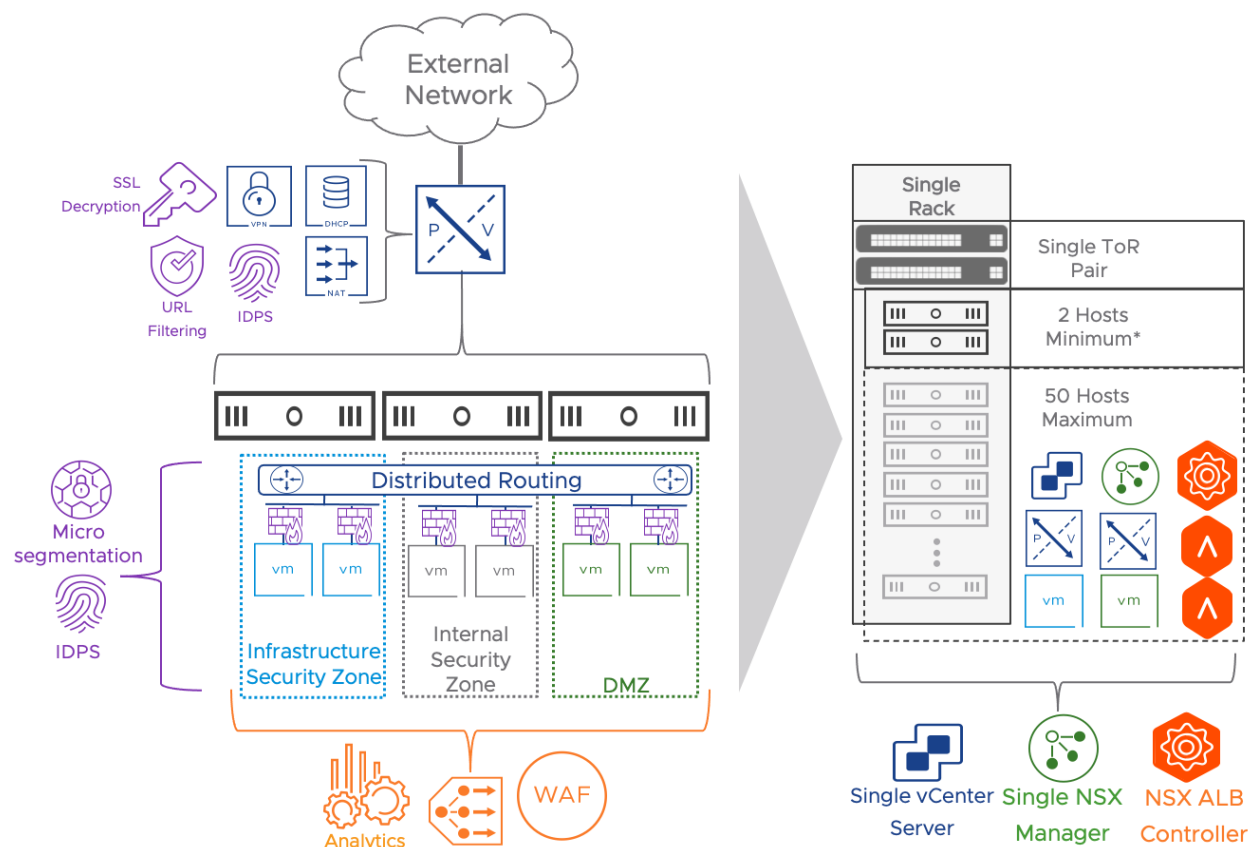 External
Network
SSL
Decryption
VPN
DHCP
P
V
URL
Filtering
IDPS
NAT
Distributed Routing
Micro
segmentation
IDPS
vm
vm
vm
vm
vm
vm
Infrastructure
Security Zone
Internal
Security
Zone
DMZ
Analytics
WAF
Single
Rack
Single ToR
Pair
2 Hosts
Minimum*
50 Hosts
Maximum
P
V
P
V
vm
vm
Single vCenter
Server
Single NSX
Manager
NSX ALB
Controller